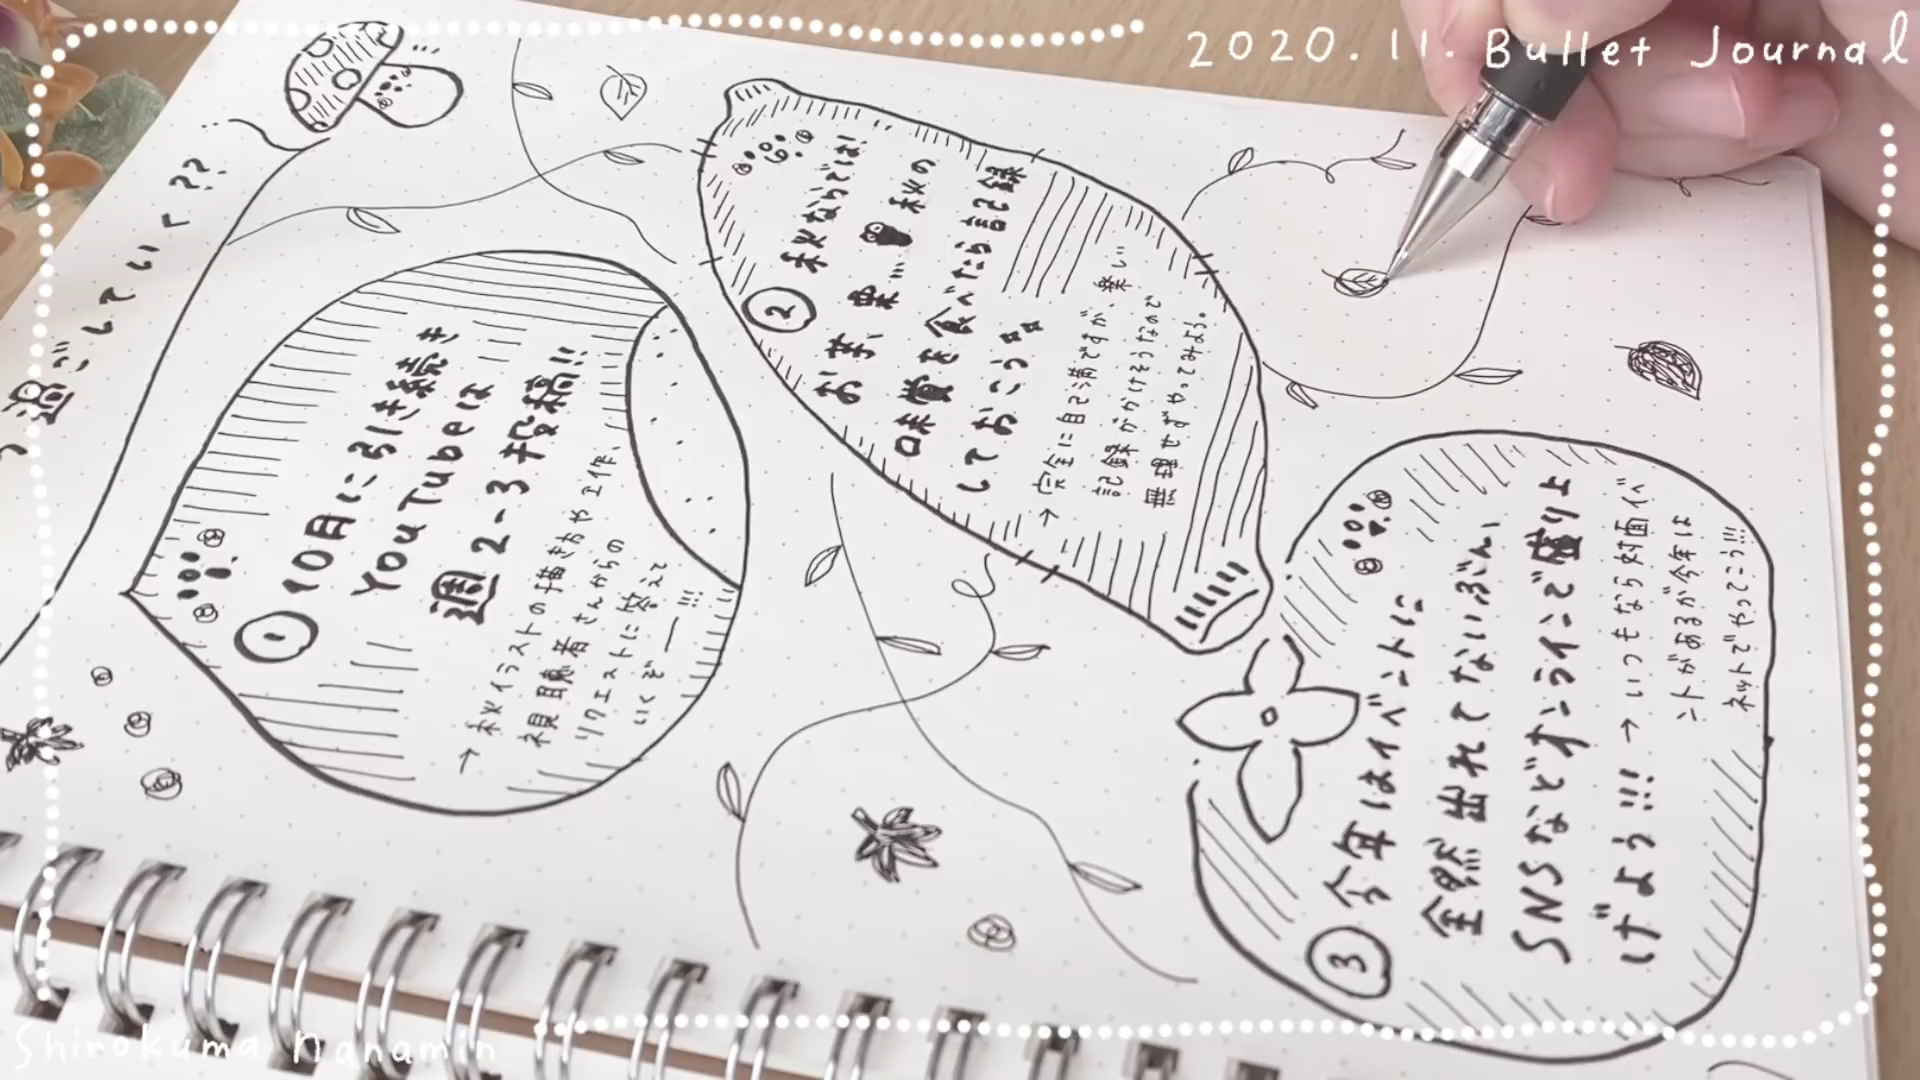 2020.11. Bullet Journal
過ごしていく??
① 10月に引き続き
YouTubeは
週2-3投稿!!
→ 秋イラストの描き方や工作、
視聴者さんからの
リクエストに答えて
いくぞー!!!
② 秋ならでは!
お芋、栗… 秋の
味覚を食べたら記録
しておこう
→ 完全に自己満ですが、楽しい
記録がかけそうなので
無理せずやってみよう。
③ 今年はイベントに
全然出れてないぶん、
SNSなどオンラインで盛り上
げよう!!! → いつもなら対面イベ
ントがあるが今年は
ネットでやってこう!!!
Shirokuma nanamin